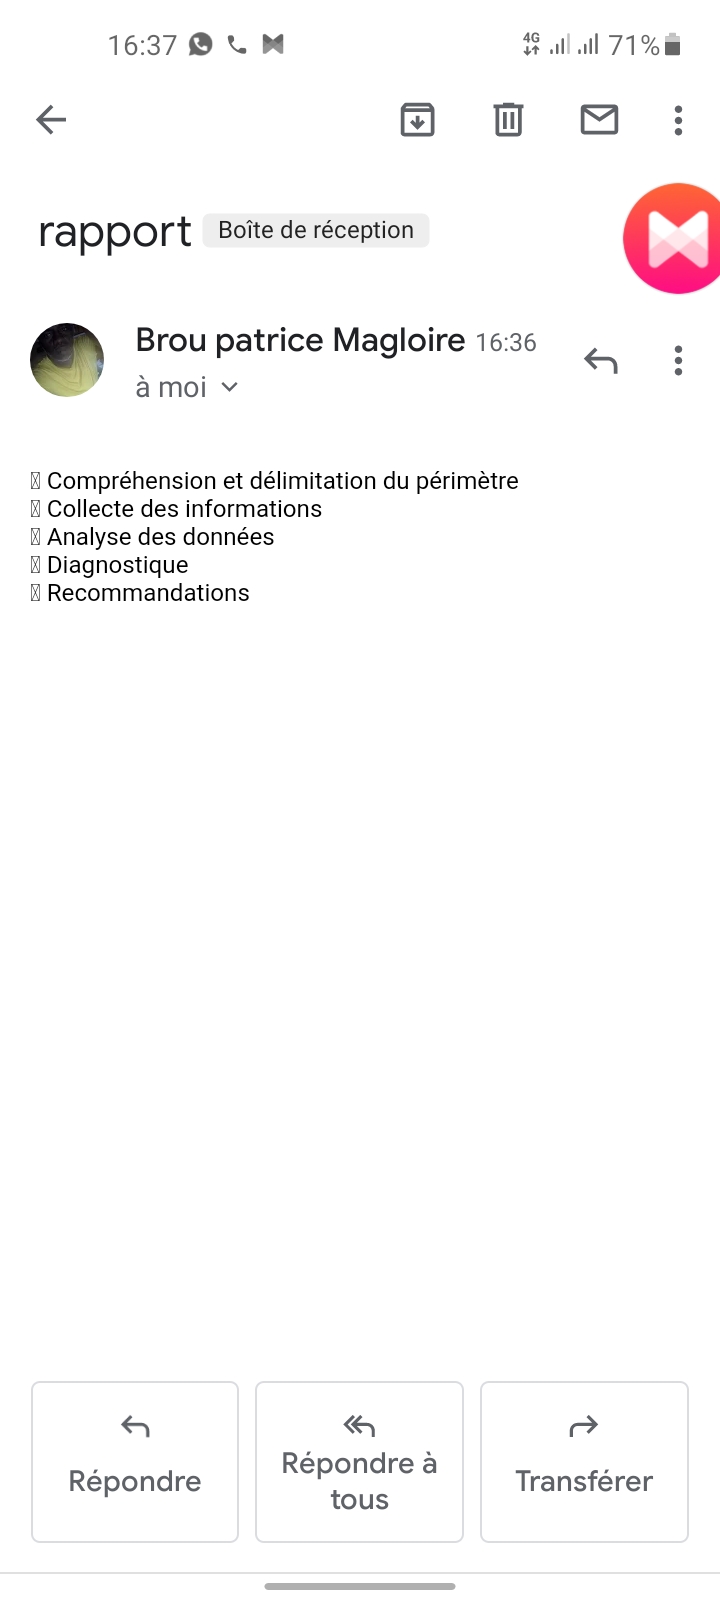 16:37
4G
71%
rapport Boîte de réception
Brou patrice Magloire 16:36
à moi
Compréhension et délimitation du périmètre
Collecte des informations
Analyse des données
Diagnostique
Recommandations
Répondre
Répondre à
tous
Transférer